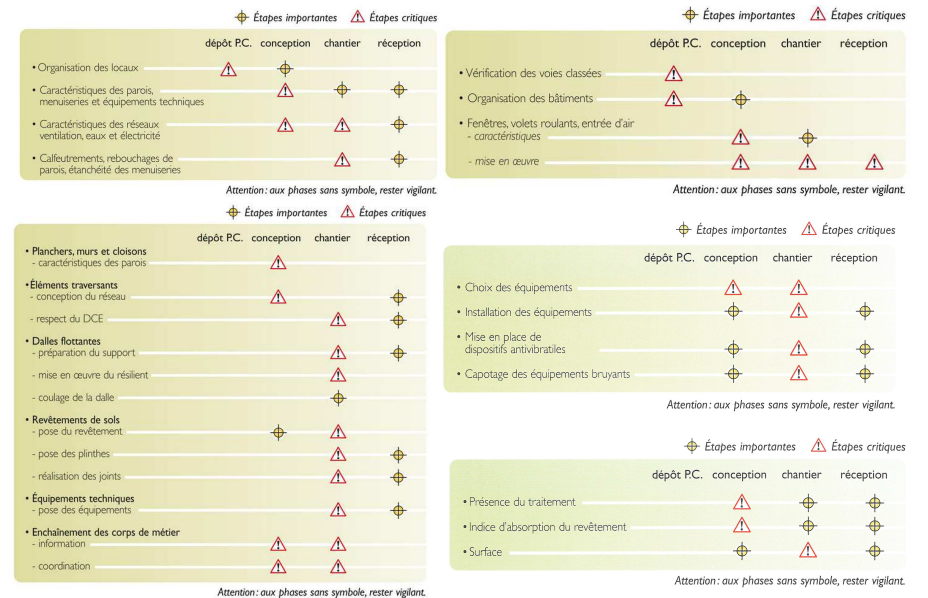 Étapes importantes Étapes critiques
dépôt P.C. conception chantier réception
• Organisation des locaux
• Caractéristiques des parois,
menuiseries et équipements techniques
• Caractéristiques des réseaux
ventilation, eaux et électricité
• Calfeutrements, rebouchages de
parois, étanchéité des menuiseries
Attention : aux phases sans symbole, rester vigilant.
Étapes importantes Étapes critiques
dépôt P.C. conception chantier réception
• Vérification des voies classées
• Organisation des bâtiments
• Fenêtres, volets roulants, entrée d'air
- caractéristiques
- mise en œuvre
Attention : aux phases sans symbole, rester vigilant.
Étapes importantes Étapes critiques
dépôt P.C. conception chantier réception
• Planchers, murs et cloisons
- caractéristiques des parois
• Éléments traversants
- conception du réseau
- respect du DCE
• Dalles flottantes
- préparation du support
- mise en œuvre du résilient
- coulage de la dalle
• Revêtements de sols
- pose du revêtement
- pose des plinthes
- réalisation des joints
• Équipements techniques
- pose des équipements
• Enchaînement des corps de métier
- information
- coordination
Attention : aux phases sans symbole, rester vigilant.
Étapes importantes Étapes critiques
dépôt P.C. conception chantier réception
• Choix des équipements
• Installation des équipements
• Mise en place de
dispositifs antivibratiles
• Capotage des équipements bruyants
Attention : aux phases sans symbole, rester vigilant.
Étapes importantes Étapes critiques
dépôt P.C. conception chantier réception
• Présence du traitement
• Indice d'absorption du revêtement
• Surface
Attention : aux phases sans symbole, rester vigilant.